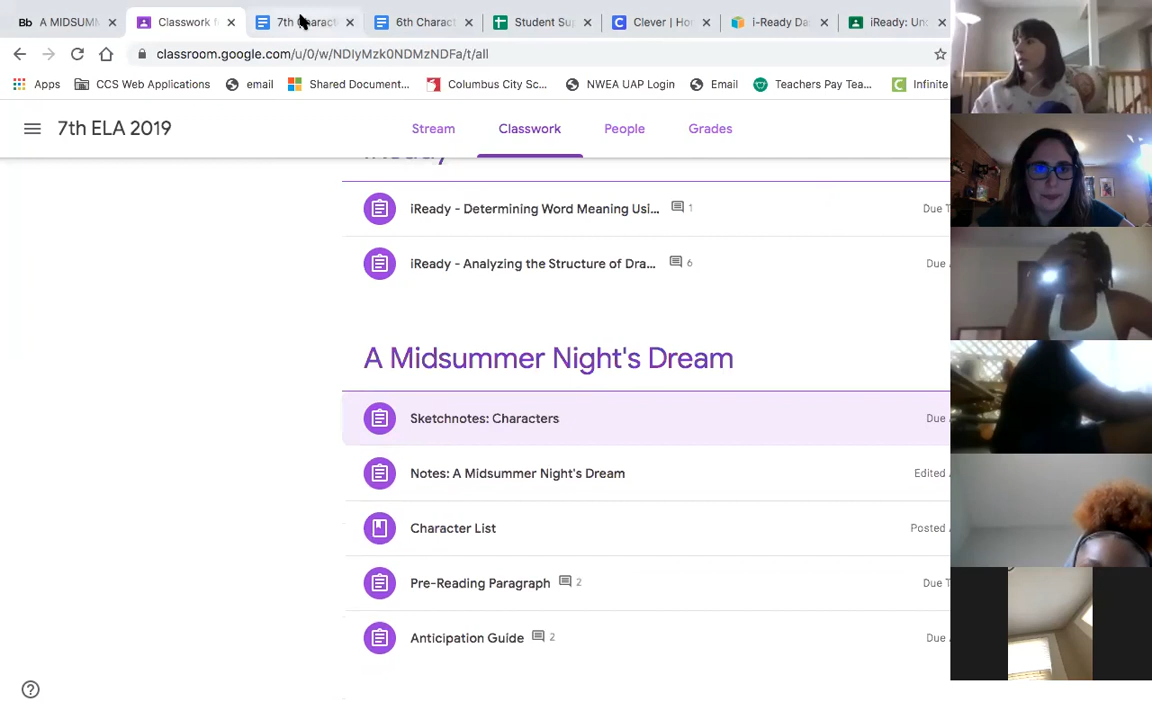 Bb A MIDSUMM
Classwork f
7th Charact
6th Charact
Student Sup
Clever | Ho
i-Ready Da
iReady: Un
classroom.google.com/u/0/w/NDIyMzk0NDMzNDFa/t/all
Apps
CCS Web Applications
email
Shared Document...
Columbus City Sc...
NWEA UAP Login
Email
Teachers Pay Tea...
Infinite
7th ELA 2019
Stream
Classwork
People
Grades
iReady - Determining Word Meaning Usi... 1
Due T
iReady - Analyzing the Structure of Dra... 6
Due
A Midsummer Night's Dream
Sketchnotes: Characters
Due
Notes: A Midsummer Night's Dream
Edited
Character List
Posted
Pre-Reading Paragraph 2
Due T
Anticipation Guide 2
Due